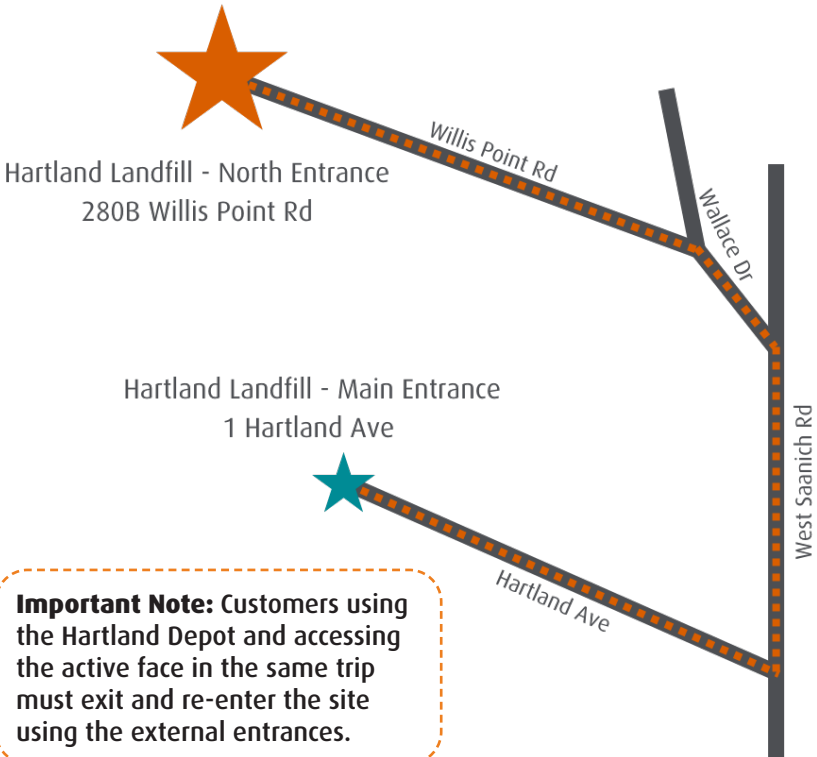 Willis Point Rd
Hartland Landfill - North Entrance
280B Willis Point Rd
Wallace Dr
Hartland Landfill - Main Entrance
1 Hartland Ave
West Saanich Rd
Hartland Ave
Important Note: Customers using
the Hartland Depot and accessing
the active face in the same trip
must exit and re-enter the site
using the external entrances.